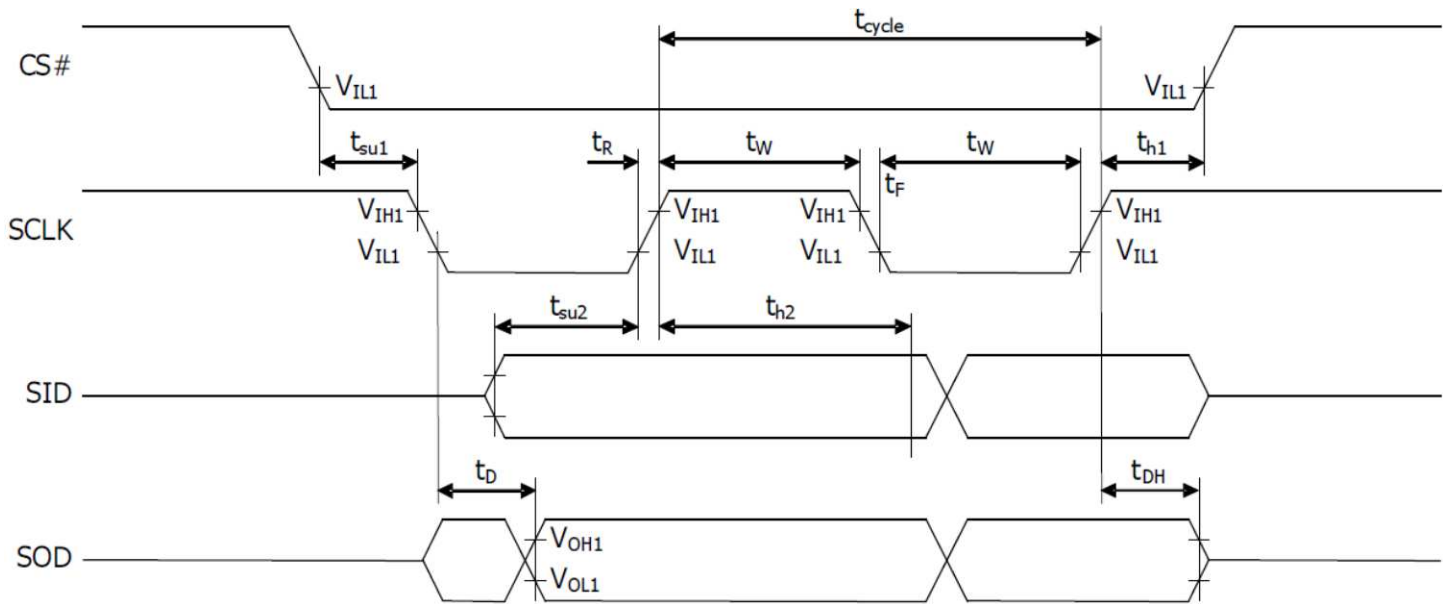 t_cycle
CS#
V_IL1 V_IL1
t_su1 t_R t_W t_W t_h1
t_F
V_IH1 V_IH1 V_IH1 V_IH1
SCLK
V_IL1 V_IL1 V_IL1 V_IL1
t_su2 t_h2
SID
t_D t_DH
V_OH1
SOD
V_OL1